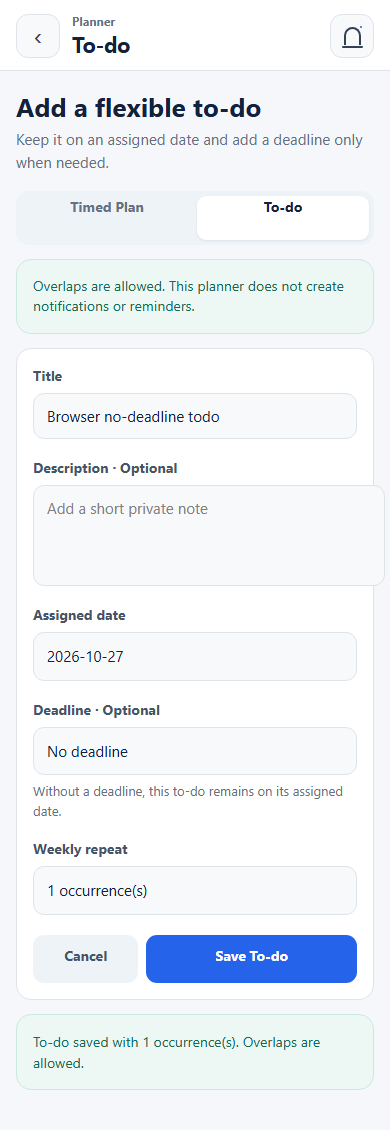 Planner
To-do
Add a flexible to-do
Keep it on an assigned date and add a deadline only
when needed.
Timed Plan
To-do
Overlaps are allowed. This planner does not create
notifications or reminders.
Title
Browser no-deadline todo
Description · Optional
Add a short private note
Assigned date
2026-10-27
Deadline · Optional
No deadline
Without a deadline, this to-do remains on its assigned
date.
Weekly repeat
1 occurrence(s)
Cancel
Save To-do
To-do saved with 1 occurrence(s). Overlaps are
allowed.